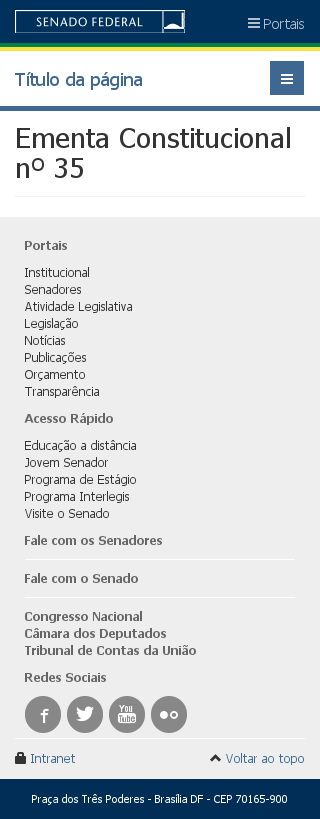 SENADO FEDERAL
Portais
Título da página
Ementa Constitucional
nº 35
Portais
Institucional
Senadores
Atividade Legislativa
Legislação
Notícias
Publicações
Orçamento
Transparência
Acesso Rápido
Educação a distância
Jovem Senador
Programa de Estágio
Programa Interlegis
Visite o Senado
Fale com os Senadores
Fale com o Senado
Congresso Nacional
Câmara dos Deputados
Tribunal de Contas da União
Redes Sociais
You Tube
Intranet
Voltar ao topo
Praça dos Três Poderes - Brasília DF - CEP 70165-900